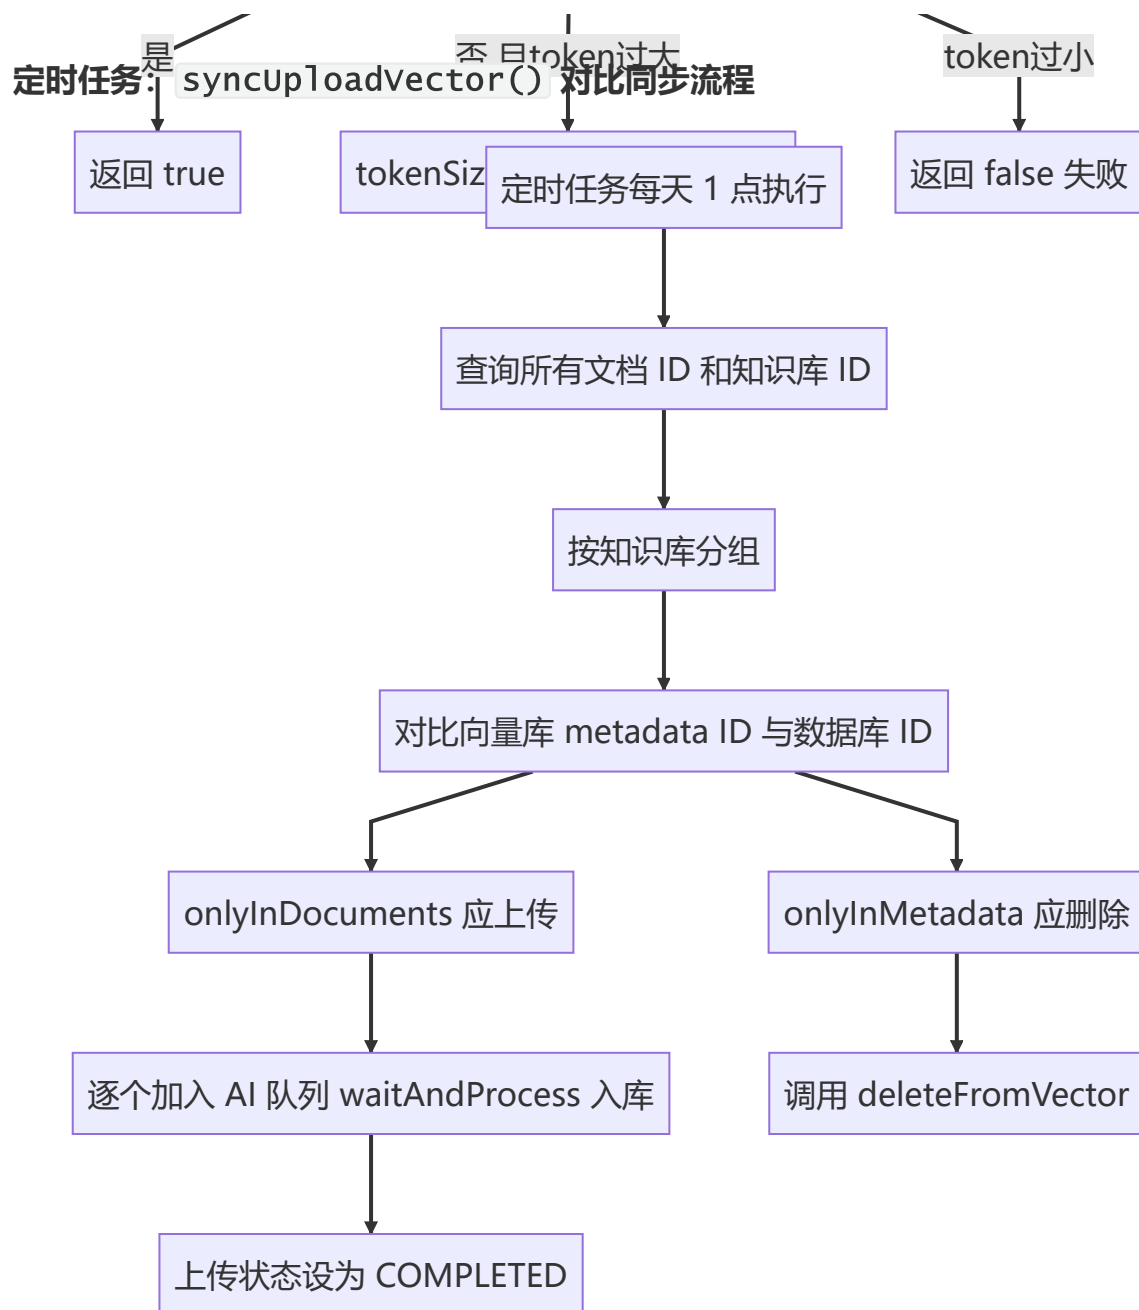 是
否 且token过大
token过小
定时任务：syncUploadVector() 对比同步流程
返回 true
tokenSiz
返回 false 失败
定时任务每天 1 点执行
查询所有文档 ID 和知识库 ID
按知识库分组
对比向量库 metadata ID 与数据库 ID
onlyInDocuments 应上传
onlyInMetadata 应删除
逐个加入 AI 队列 waitAndProcess 入库
调用 deleteFromVector
上传状态设为 COMPLETED